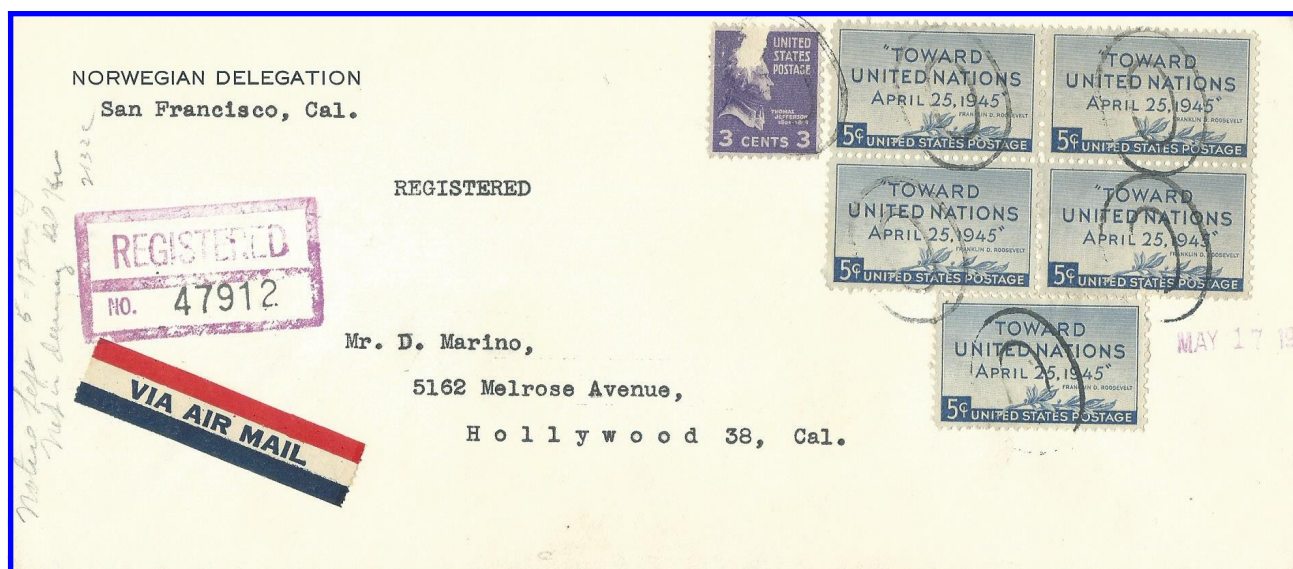 NORWEGIAN DELEGATION
San Francisco, Cal.
REGISTERED
REGISTERED
NO. 47912
VIA AIR MAIL
Mr. D. Marino,
5162 Melrose Avenue,
Hollywood 38, Cal.
UNITED
STATES
POSTAGE
THOMAS
JEFFERSON
3 CENTS 3
"TOWARD
UNITED NATIONS
APRIL 25, 1945"
FRANKLIN D. ROOSEVELT
5¢ UNITED STATES POSTAGE
"TOWARD
UNITED NATIONS
APRIL 25, 1945"
FRANKLIN D. ROOSEVELT
5¢ UNITED STATES POSTAGE
"TOWARD
UNITED NATIONS
APRIL 25, 1945"
FRANKLIN D. ROOSEVELT
5¢ UNITED STATES POSTAGE
"TOWARD
UNITED NATIONS
APRIL 25, 1945"
FRANKLIN D. ROOSEVELT
5¢ UNITED STATES POSTAGE
"TOWARD
UNITED NATIONS
APRIL 25, 1945"
FRANKLIN D. ROOSEVELT
5¢ UNITED STATES POSTAGE
MAY 17 19